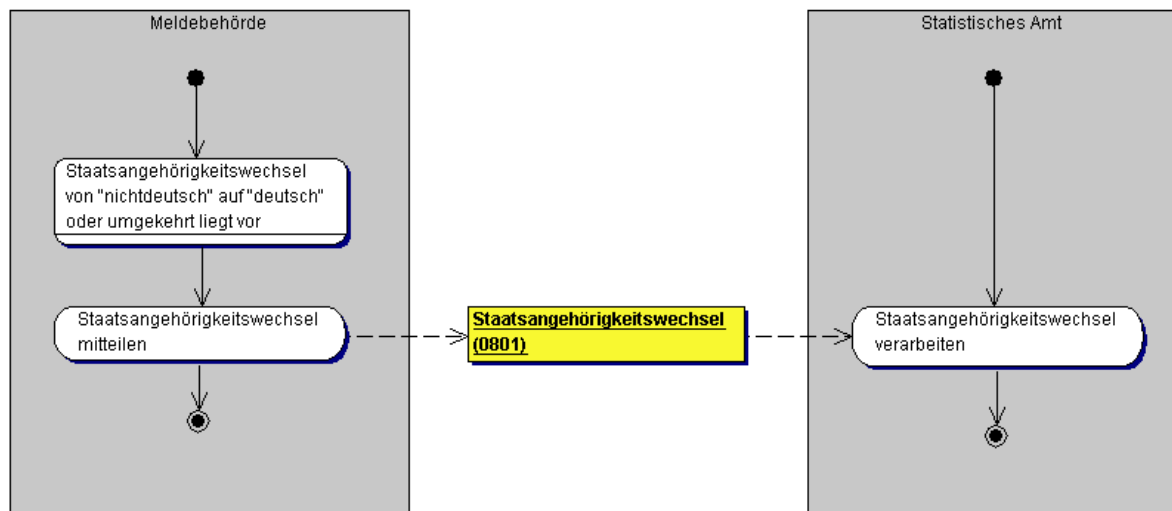 Meldebehörde
Statistisches Amt
Staatsangehörigkeitswechsel
von "nichtdeutsch" auf "deutsch"
oder umgekehrt liegt vor
Staatsangehörigkeitswechsel
mitteilen
Staatsangehörigkeitswechsel
(0801)
Staatsangehörigkeitswechsel
verarbeiten